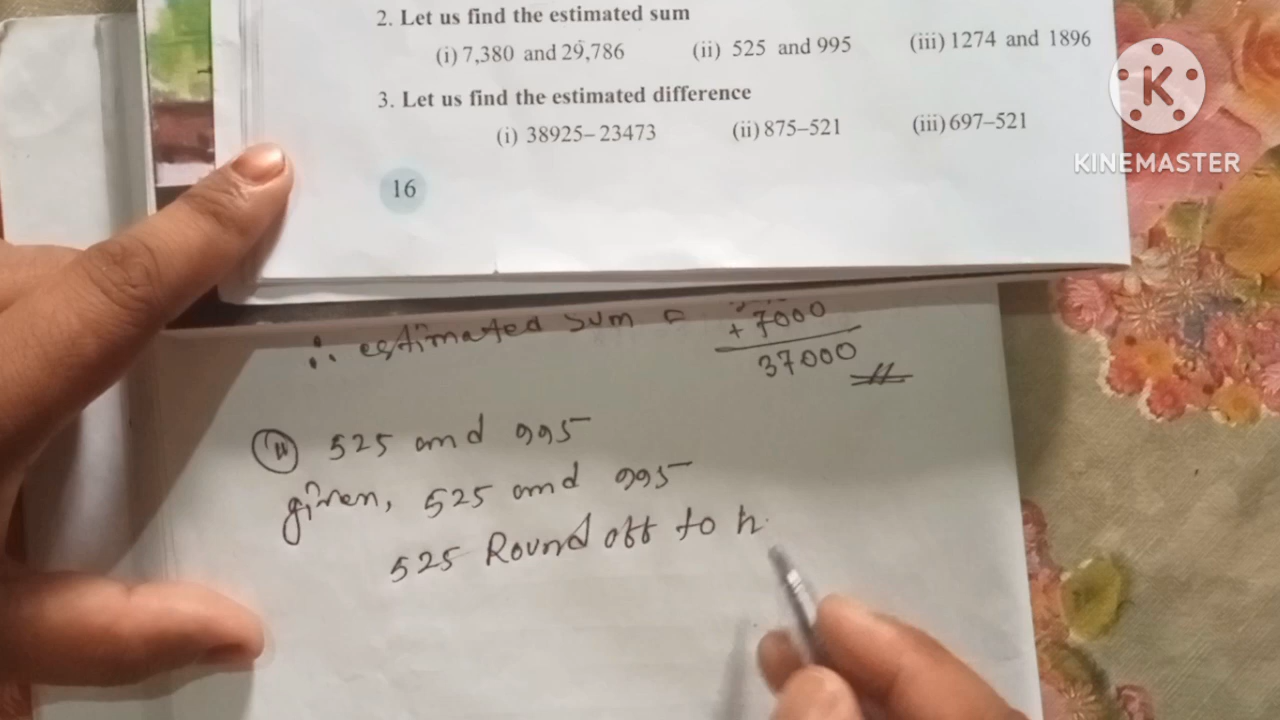 2. Let us find the estimated sum
(i) 7,380 and 29,786 (ii) 525 and 995 (iii) 1274 and 1896
3. Let us find the estimated difference
(i) 38925–23473 (ii) 875–521 (iii) 697–521
16
K
KINEMASTER
∴ estimated sum =
+ 7000
37000
(ii) 525 and 995
given, 525 and 995
525 Round off to h